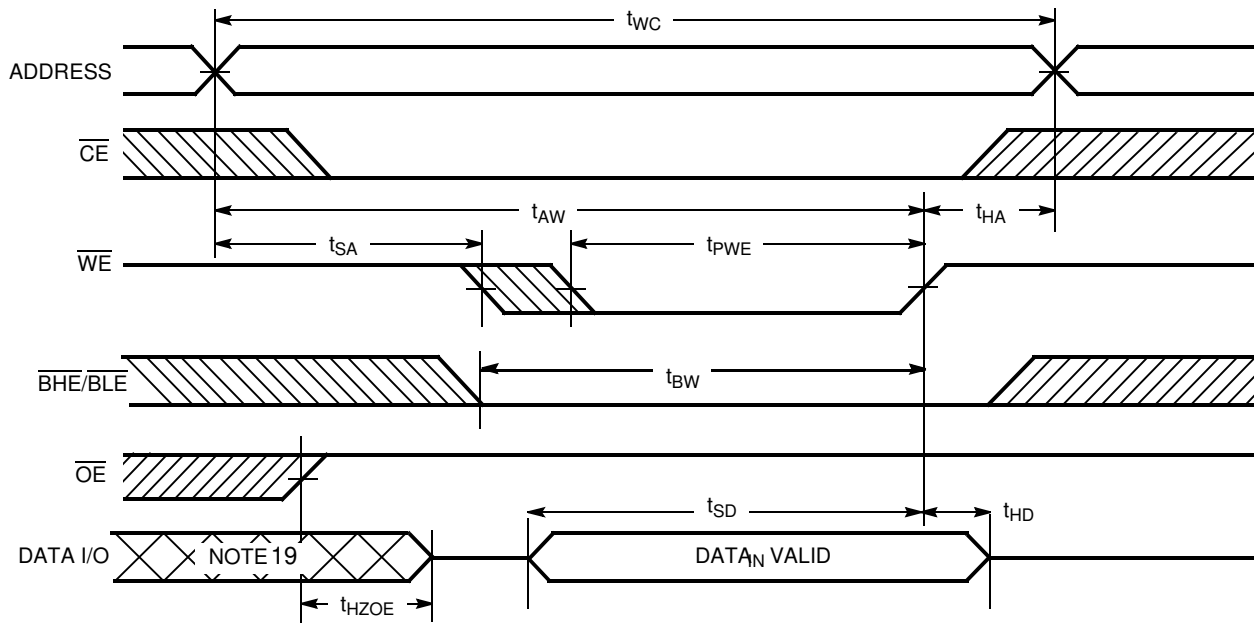 tWC
ADDRESS
CE
tAW
tHA
tSA
tPWE
WE
tBW
BHE/BLE
OE
tSD
tHD
DATA I/O
NOTE 19
DATAIN VALID
tHZOE